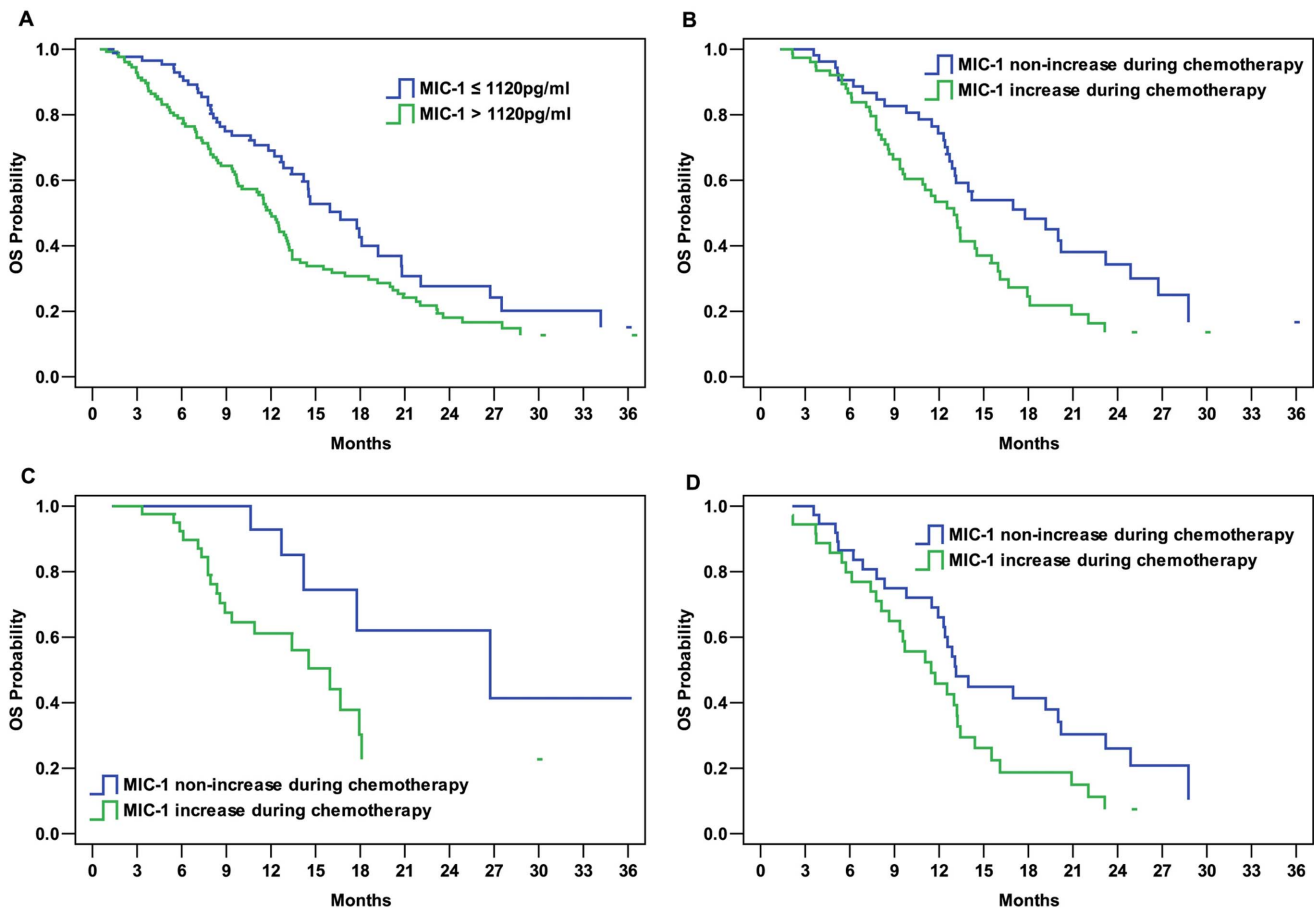 A
1.0
0.8
0.6
0.4
0.2
0.0
OS Probability
MIC-1 ≤ 1120pg/ml
MIC-1 > 1120pg/ml
0 3 6 9 12 15 18 21 24 27 30 33 36
Months
B
1.0
0.8
0.6
0.4
0.2
0.0
OS Probability
MIC-1 non-increase during chemotherapy
MIC-1 increase during chemotherapy
0 3 6 9 12 15 18 21 24 27 30 33 36
Months
C
1.0
0.8
0.6
0.4
0.2
0.0
OS Probability
MIC-1 non-increase during chemotherapy
MIC-1 increase during chemotherapy
0 3 6 9 12 15 18 21 24 27 30 33 36
Months
D
1.0
0.8
0.6
0.4
0.2
0.0
OS Probability
MIC-1 non-increase during chemotherapy
MIC-1 increase during chemotherapy
0 3 6 9 12 15 18 21 24 27 30 33 36
Months